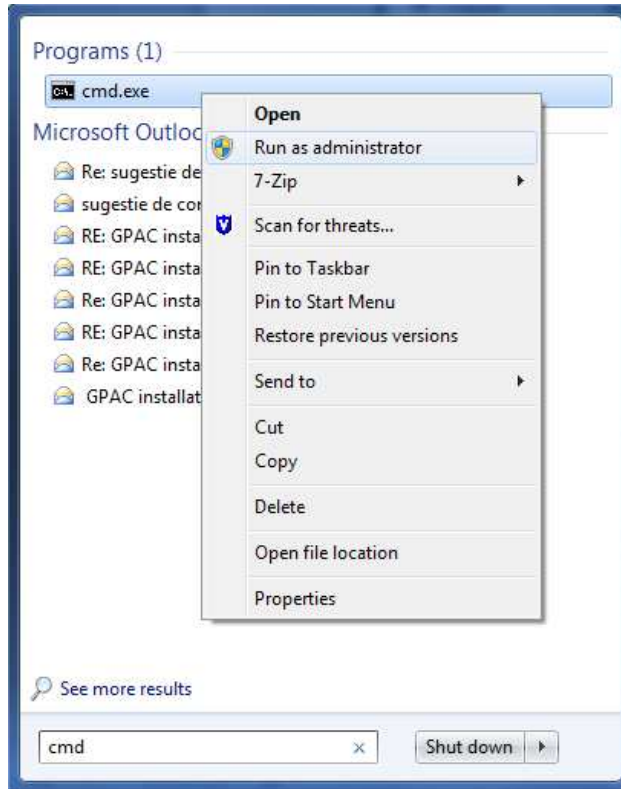 Programs (1)
cmd.exe
Microsoft Outloo
Re: sugestie de
sugestie de cor
RE: GPAC insta
RE: GPAC insta
Re: GPAC insta
RE: GPAC insta
Re: GPAC insta
GPAC installat
Open
Run as administrator
7-Zip
Scan for threats...
Pin to Taskbar
Pin to Start Menu
Restore previous versions
Send to
Cut
Copy
Delete
Open file location
Properties
See more results
cmd
Shut down